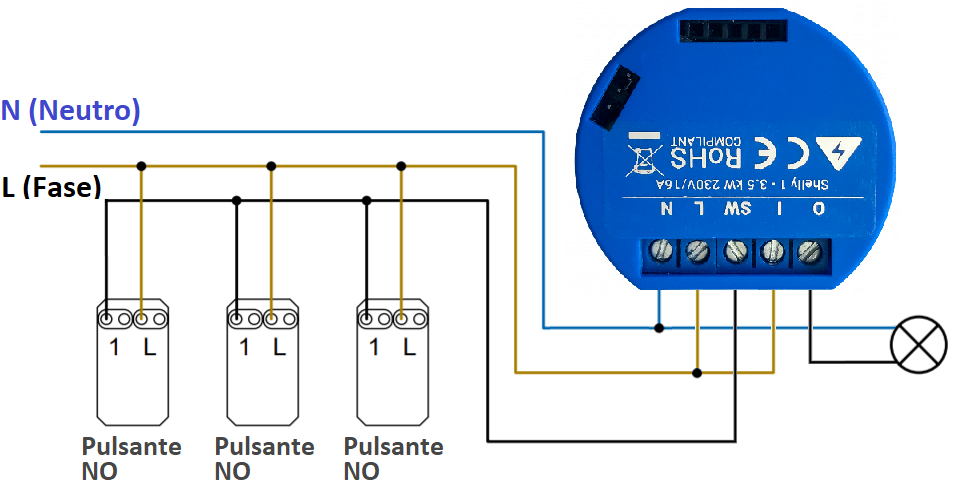 N (Neutro)
L (Fase)
RoHS
COMPILANT
CE
Shelly 1 - 3.5 kW 230V/16A
N L SW L I O
1 L
1 L
1 L
Pulsante
NO
Pulsante
NO
Pulsante
NO